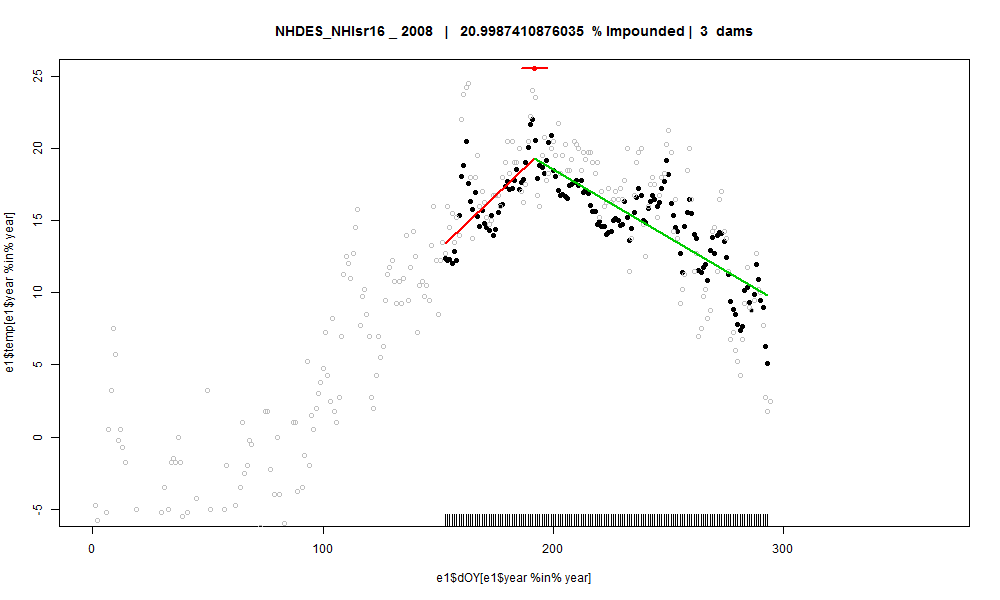 NHDES_NHIsr16 _ 2008 | 20.9987410876035 % Impounded | 3 dams
25
20
15
10
5
0
-5
e1$temp[e1$year %in% year]
0 100 200 300
e1$dOY[e1$year %in% year]